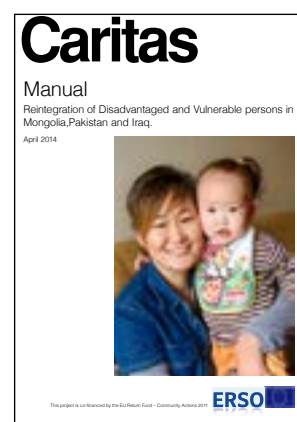 Caritas
Manual
Reintegration of Disadvantaged and Vulnerable persons in
Mongolia,Pakistan and Iraq.
April 2014
This project is co-financed by the EU Return Fund – Community Actions 2011
ERSO